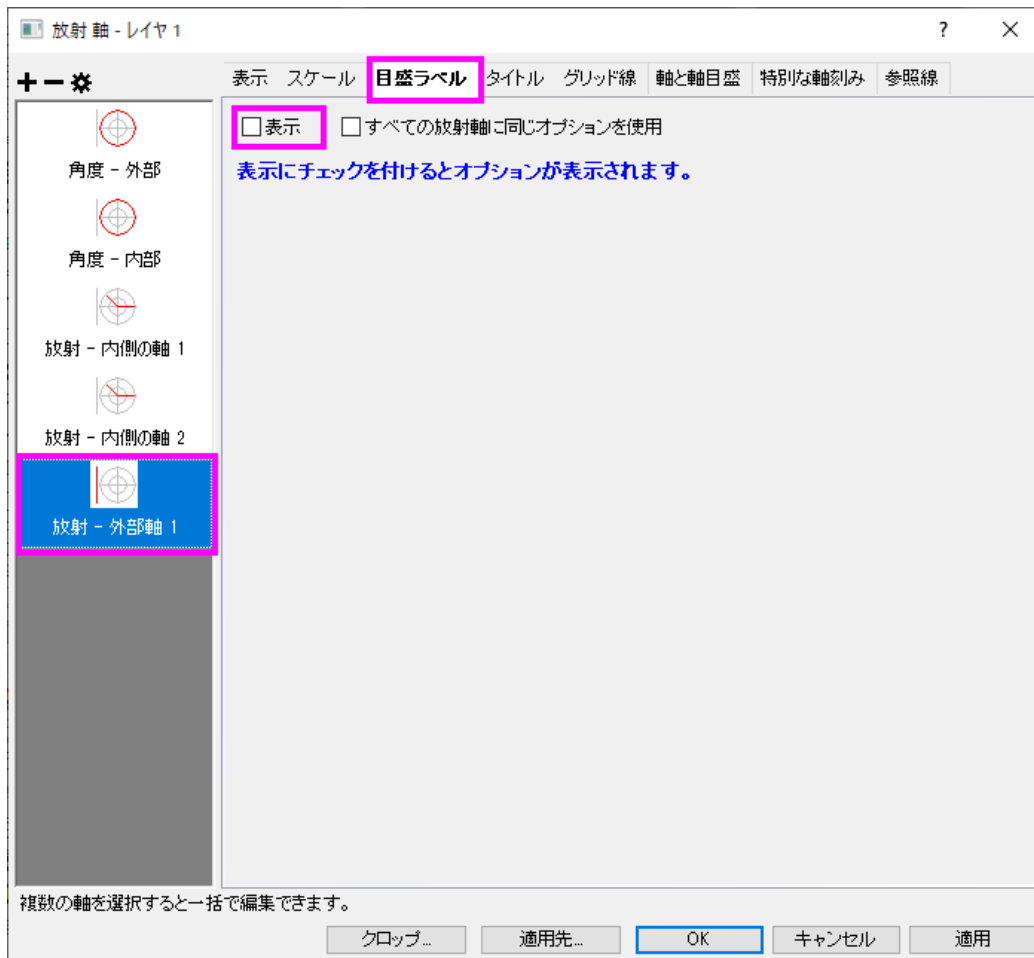 放射 軸 - レイヤ 1
?
表示 スケール 目盛ラベル タイトル グリッド線 軸と軸目盛 特別な軸刻み 参照線
表示 すべての放射軸に同じオプションを使用
表示にチェックを付けるとオプションが表示されます。
角度 - 外部
角度 - 内部
放射 - 内側の軸 1
放射 - 内側の軸 2
放射 - 外部軸 1
複数の軸を選択すると一括で編集できます。
クロップ... 適用先... OK キャンセル 適用